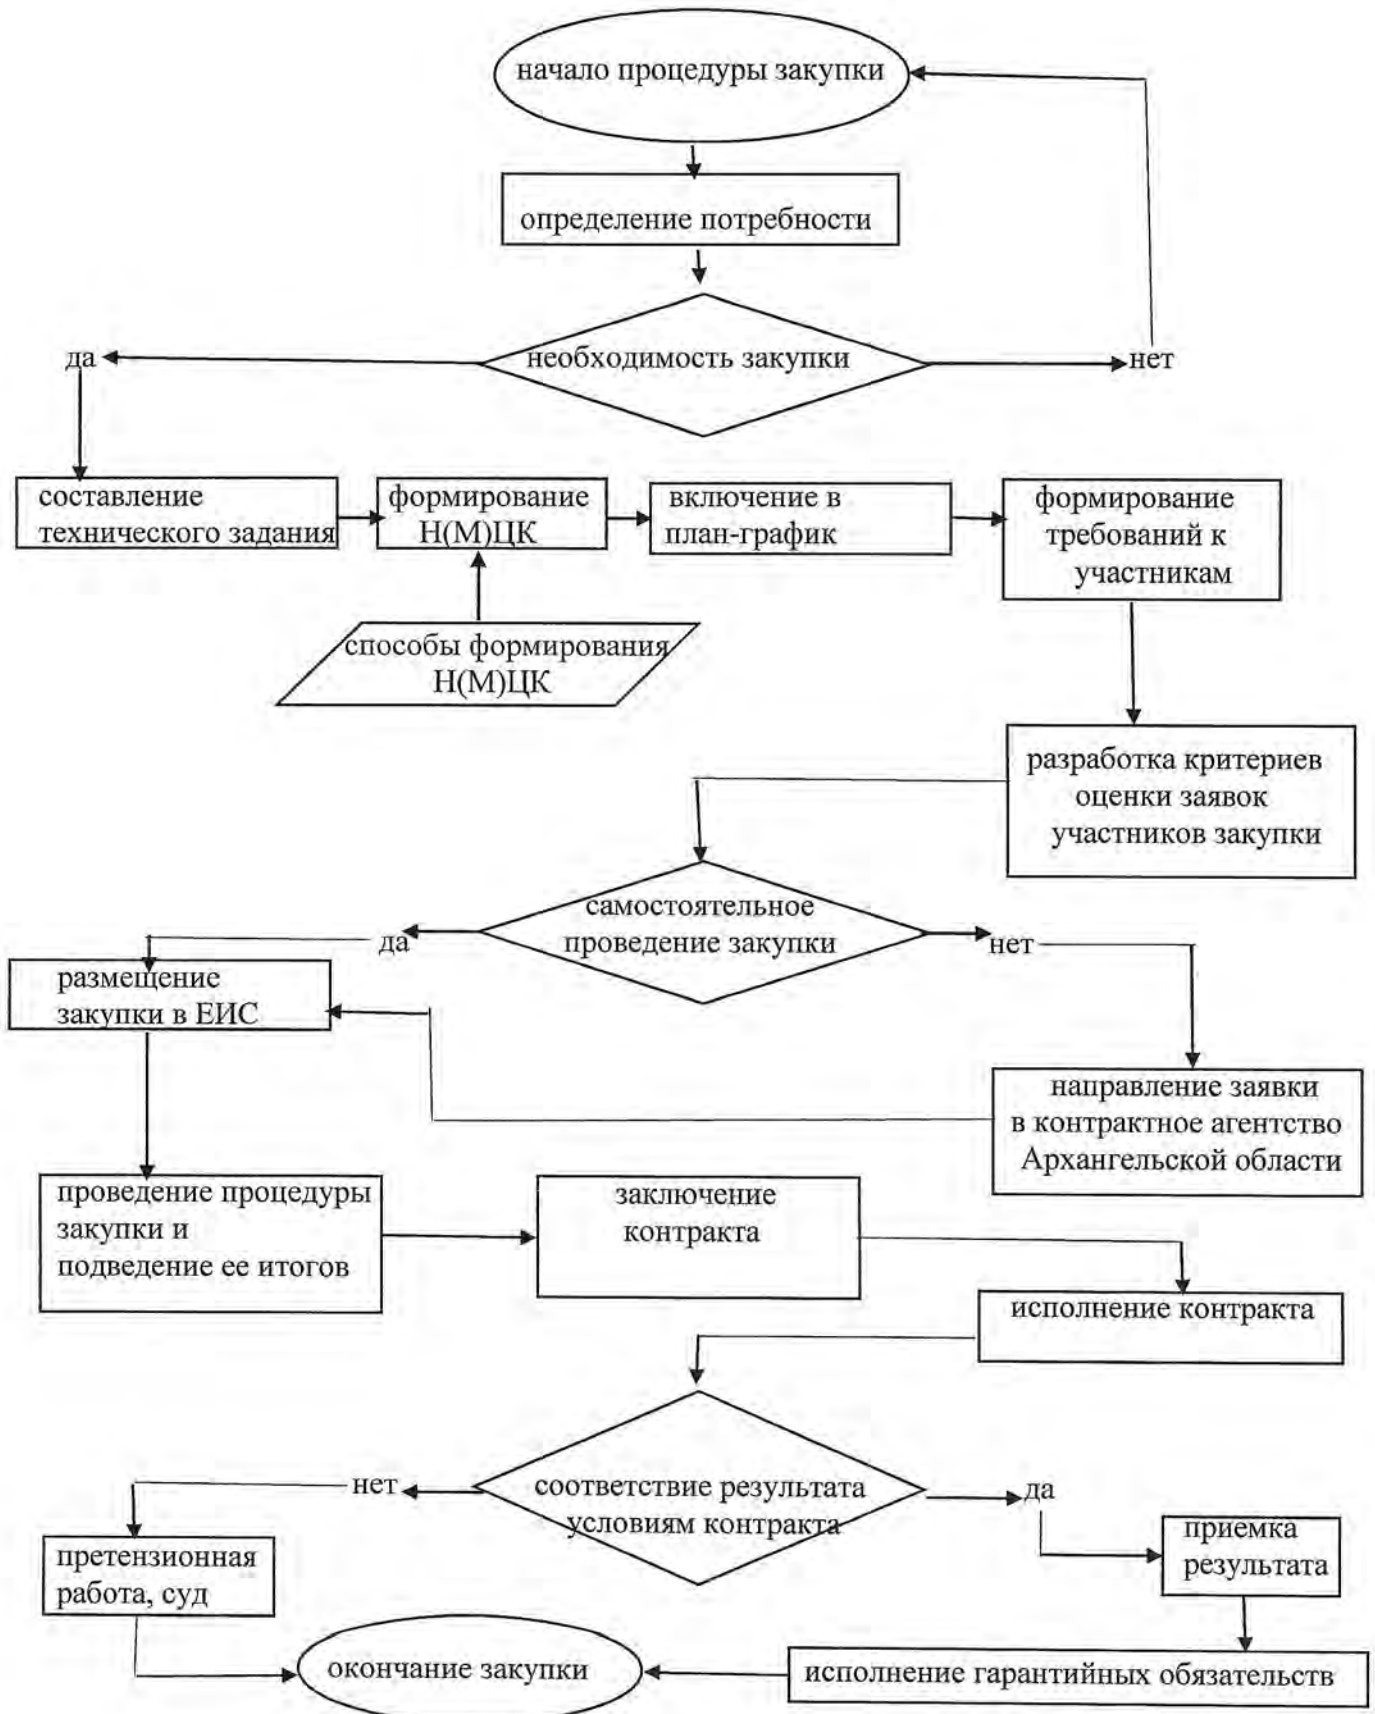 начало процедуры закупки
определение потребности
необходимость закупки
да
нет
составление
технического задания
формирование
Н(М)ЦК
включение в
план-график
формирование
требований к
участникам
способы формирования
Н(М)ЦК
разработка критериев
оценки заявок
участников закупки
самостоятельное
проведение закупки
да
нет
размещение
закупки в ЕИС
направление заявки
в контрактное агентство
Архангельской области
проведение процедуры
закупки и
подведение ее итогов
заключение
контракта
исполнение контракта
соответствие результата
условиям контракта
нет
да
претензионная
работа, суд
приемка
результата
окончание закупки
исполнение гарантийных обязательств